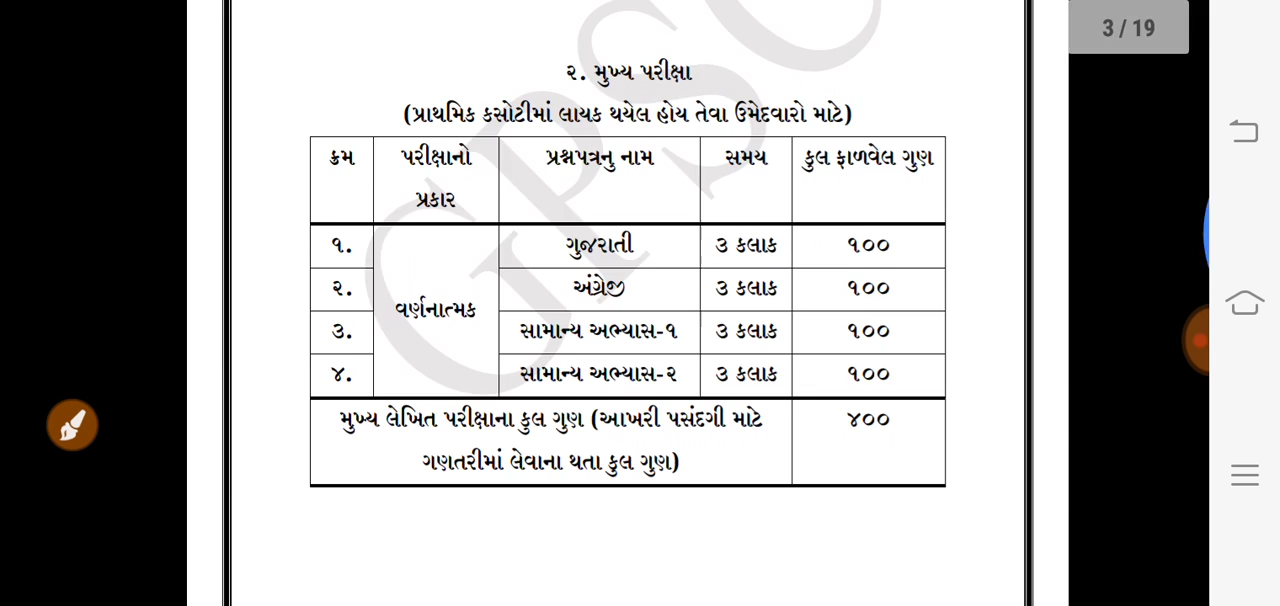 3 / 19
GPSC
૨. મુખ્ય પરીક્ષા
(પ્રાથમિક કસોટીમાં લાયક થયેલ હોય તેવા ઉમેદવારો માટે)
ક્રમ પરીક્ષાનો પ્રકાર પ્રશ્નપત્રનુ નામ સમય કુલ ફાળવેલ ગુણ
૧. વર્ણનાત્મક ગુજરાતી ૩ કલાક ૧૦૦
૨. અંગ્રેજી ૩ કલાક ૧૦૦
૩. સામાન્ય અભ્યાસ-૧ ૩ કલાક ૧૦૦
૪. સામાન્ય અભ્યાસ-૨ ૩ કલાક ૧૦૦
મુખ્ય લેખિત પરીક્ષાના કુલ ગુણ (આખરી પસંદગી માટે ૪૦૦
ગણતરીમાં લેવાના થતા કુલ ગુણ)